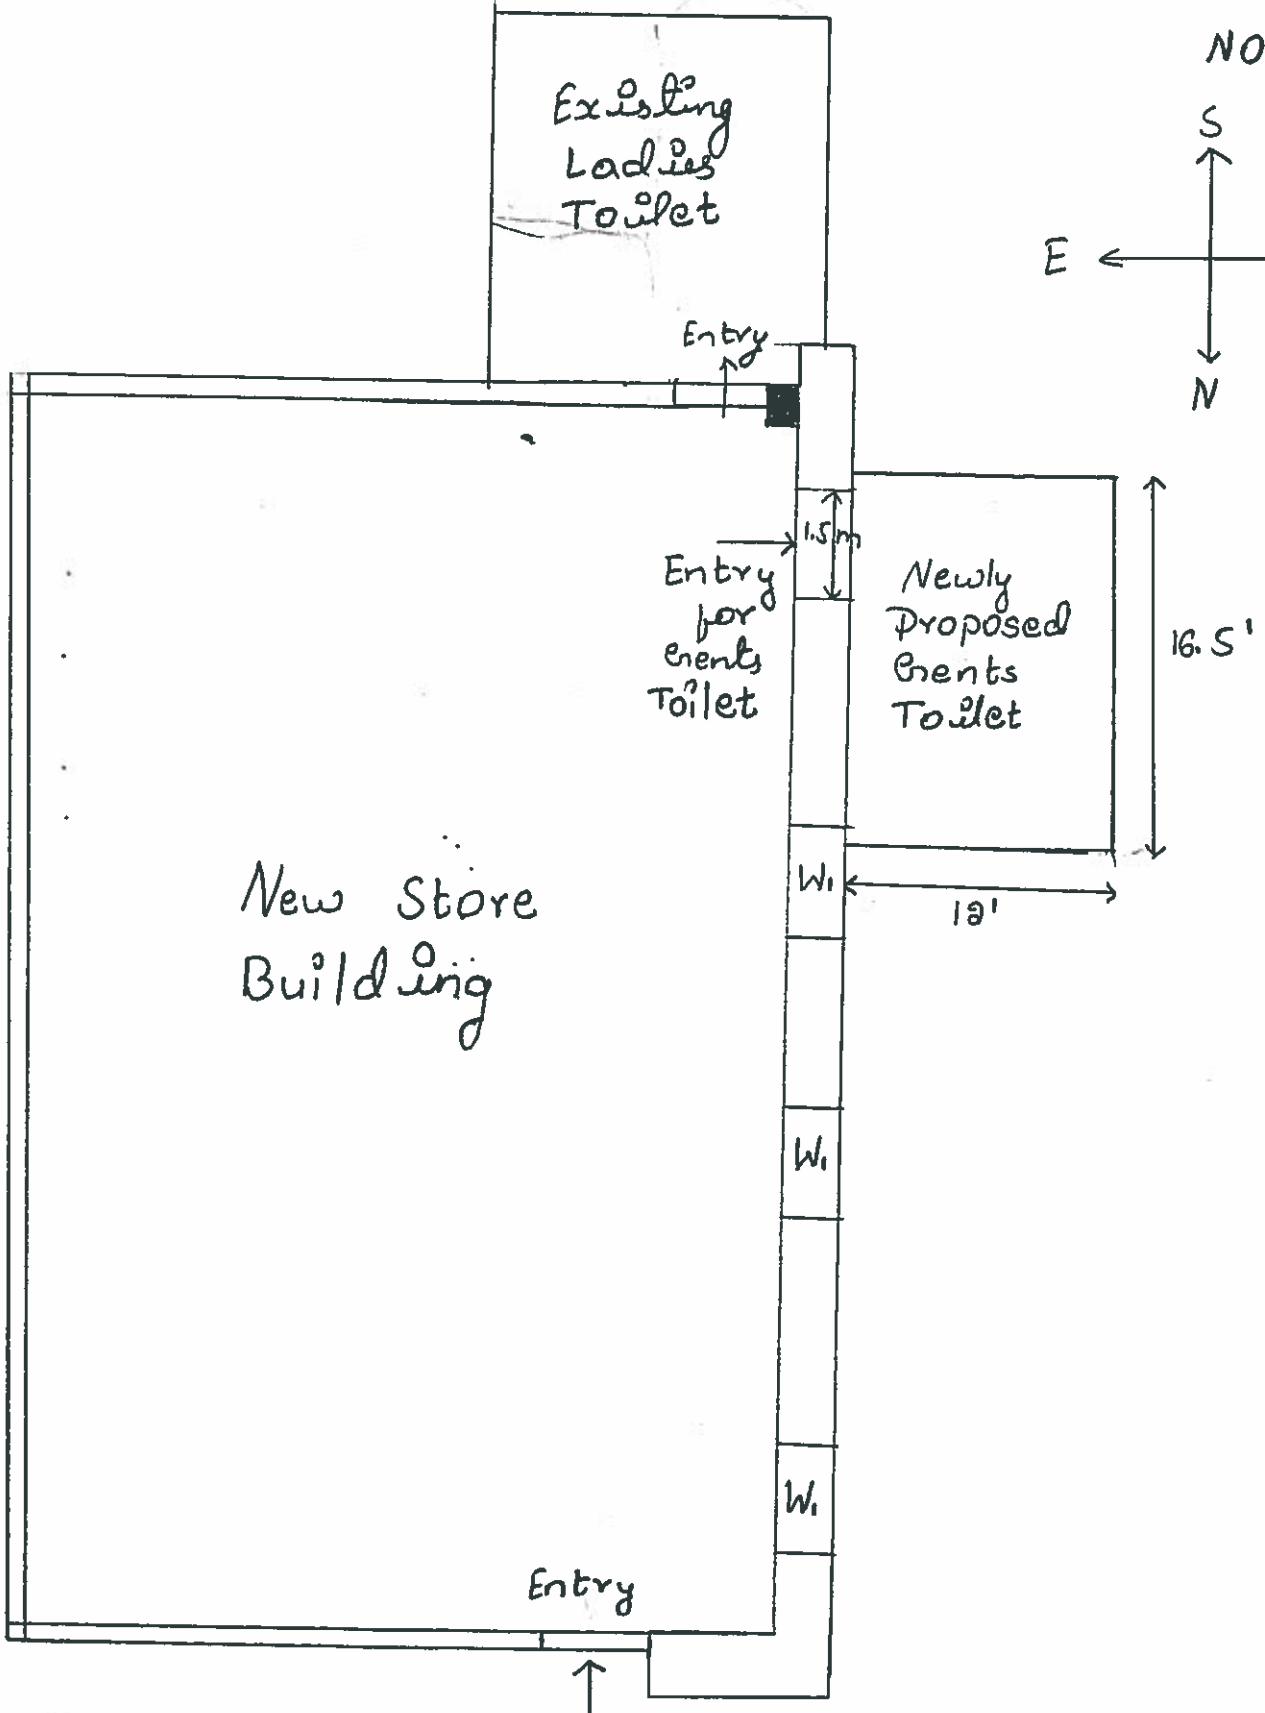 NO
S
E
N
Existing
Ladies
Toilet
Entry
1.5 m
Entry
for
Gents
Toilet
Newly
Proposed
Gents
Toilet
16.5'
W1
12'
New Store
Building
W1
W1
Entry